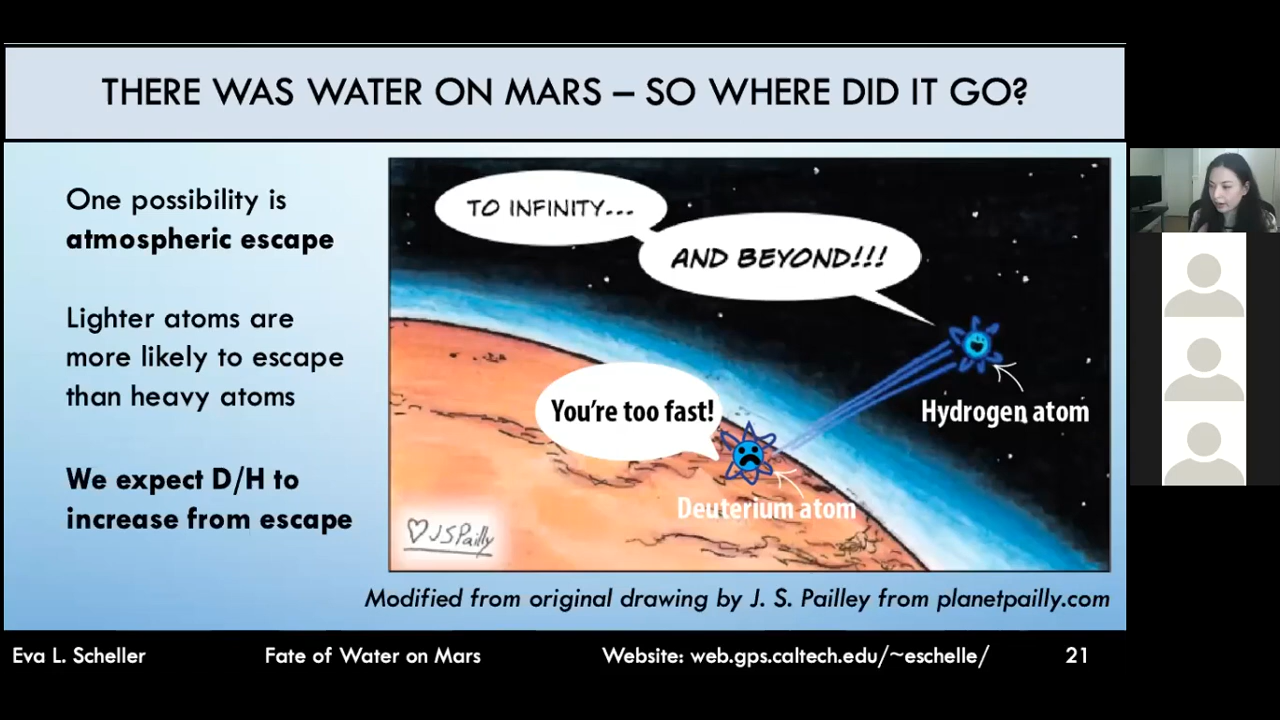 THERE WAS WATER ON MARS – SO WHERE DID IT GO?
One possibility is
atmospheric escape
Lighter atoms are
more likely to escape
than heavy atoms
We expect D/H to
increase from escape
TO INFINITY...
AND BEYOND!!!
You're too fast!
Hydrogen atom
Deuterium atom
JSPailly
Modified from original drawing by J. S. Pailley from planetpailly.com
Eva L. Scheller
Fate of Water on Mars
Website: web.gps.caltech.edu/~eschelle/
21